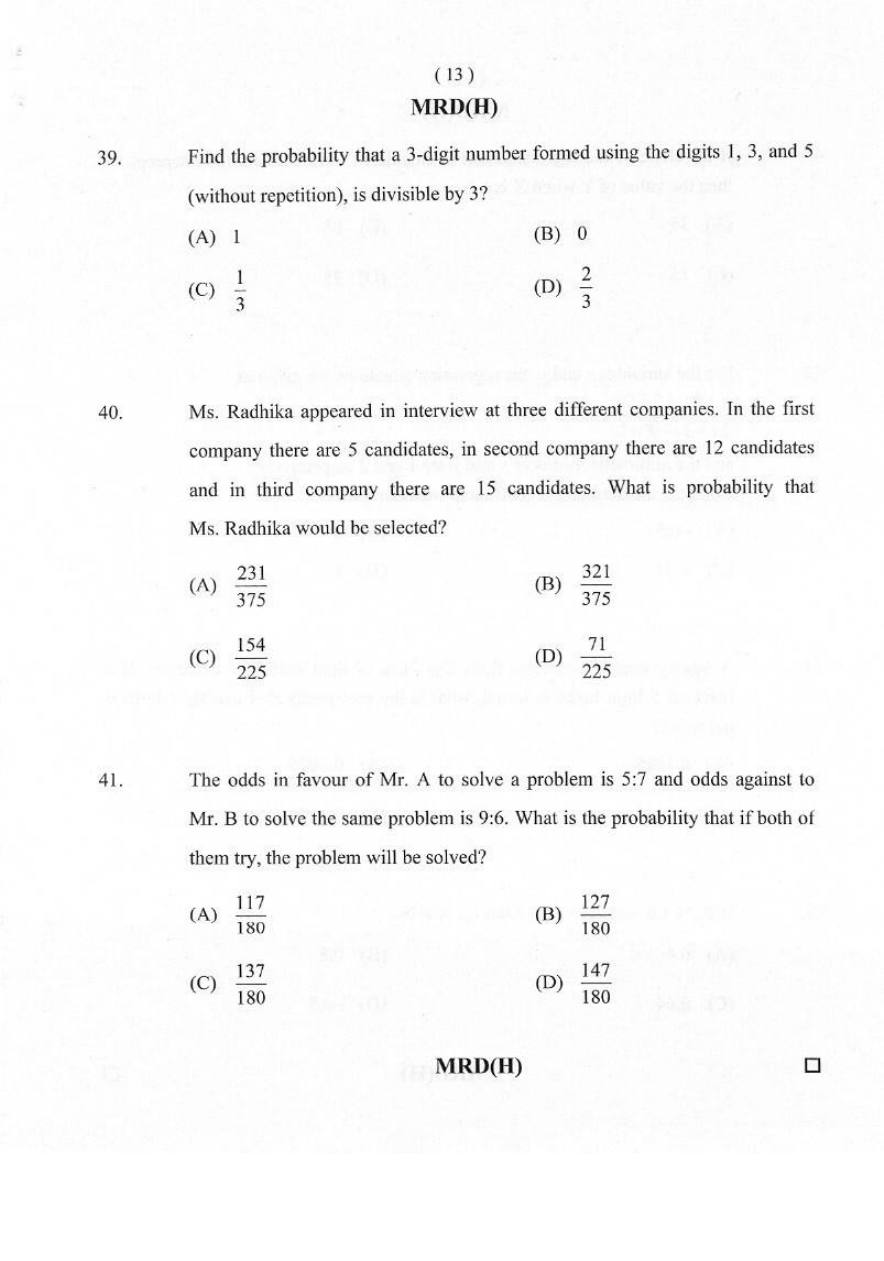 ( 13 )
MRD(H)
39. Find the probability that a 3-digit number formed using the digits 1, 3, and 5
(without repetition), is divisible by 3?
(A) 1 (B) 0
(C) 1/3 (D) 2/3
40. Ms. Radhika appeared in interview at three different companies. In the first
company there are 5 candidates, in second company there are 12 candidates
and in third company there are 15 candidates. What is probability that
Ms. Radhika would be selected?
(A) 231/375 (B) 321/375
(C) 154/225 (D) 71/225
41. The odds in favour of Mr. A to solve a problem is 5:7 and odds against to
Mr. B to solve the same problem is 9:6. What is the probability that if both of
them try, the problem will be solved?
(A) 117/180 (B) 127/180
(C) 137/180 (D) 147/180
MRD(H)